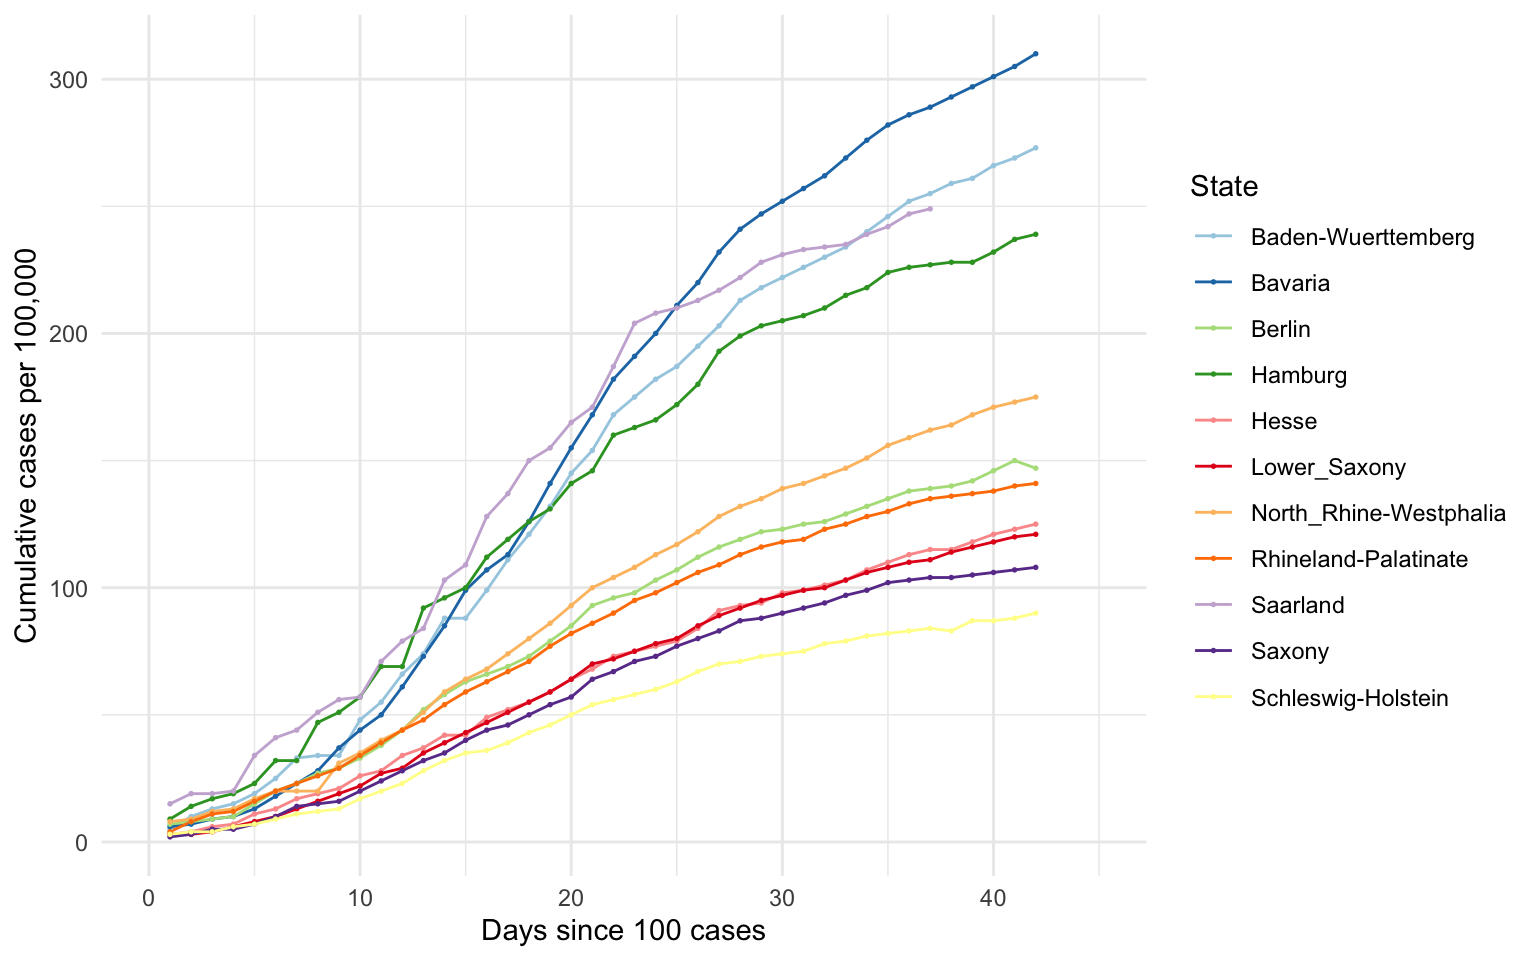 Cumulative cases per 100,000
300
200
100
0
0 10 20 30 40
Days since 100 cases
State
Baden-Wuerttemberg
Bavaria
Berlin
Hamburg
Hesse
Lower_Saxony
North_Rhine-Westphalia
Rhineland-Palatinate
Saarland
Saxony
Schleswig-Holstein